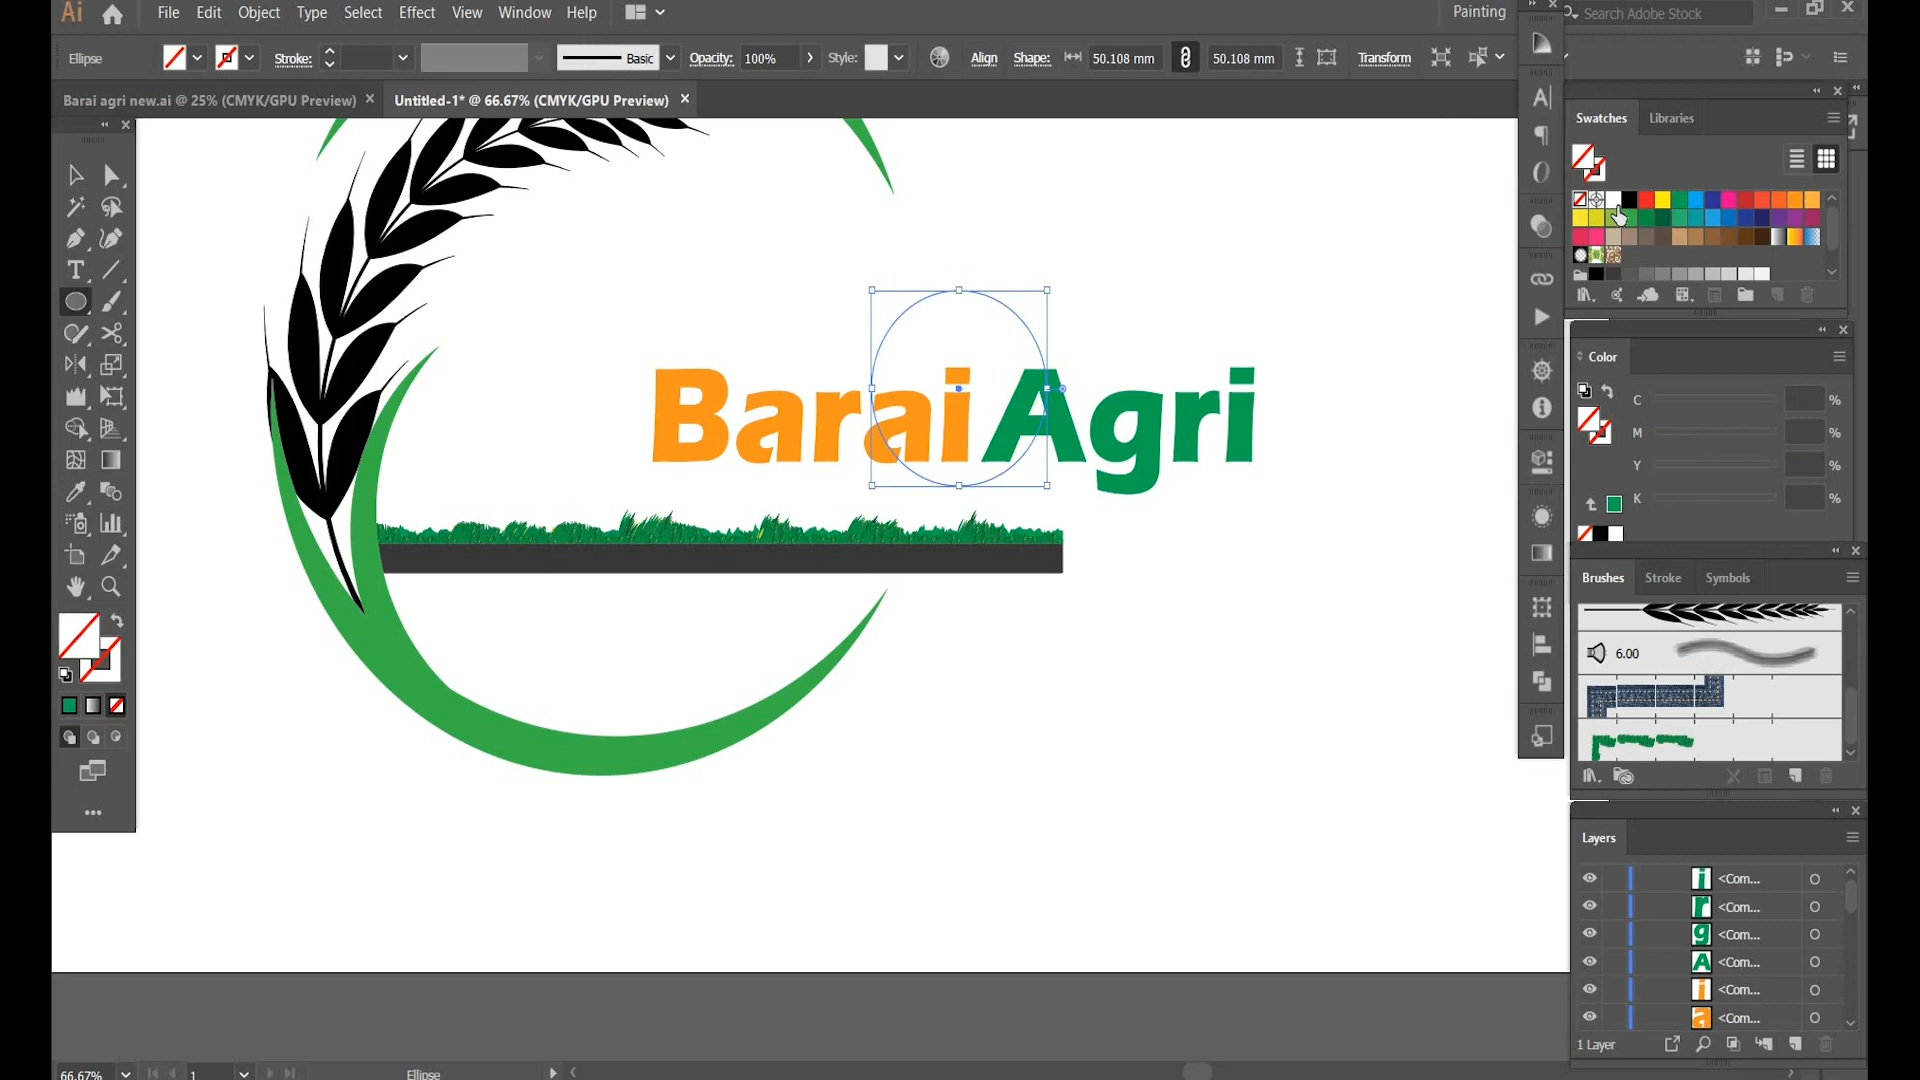 Ai File Edit Object Type Select Effect View Window Help Painting Search Adobe Stock
Ellipse Stroke: Basic Opacity: 100% Style: Align Shape: 50.108 mm 50.108 mm Transform
Barai agri new.ai @ 25% (CMYK/GPU Preview) Untitled-1* @ 66.67% (CMYK/GPU Preview)
Swatches Libraries
Color
C %
M %
Y %
K %
Barai Agri
Brushes Stroke Symbols
6.00
Layers
<Com...
<Com...
<Com...
<Com...
<Com...
<Com...
1 Layer
66.67% 1 Ellipse